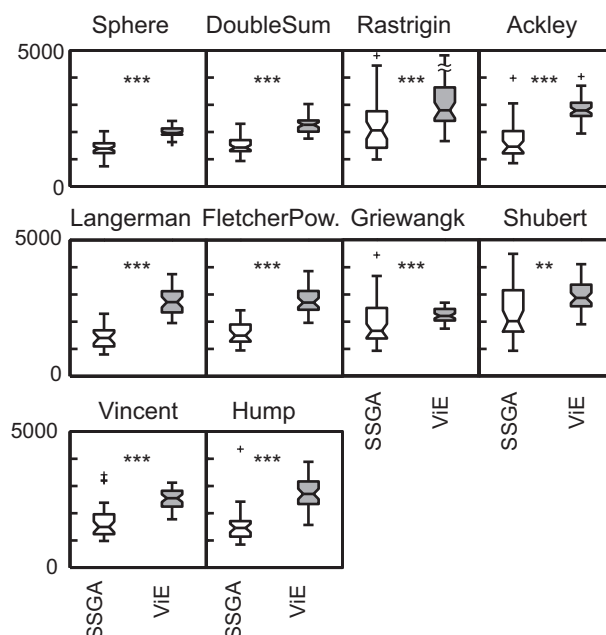 Sphere DoubleSum Rastrigin Ackley
5000
*** *** *** ***
0
Langerman FletcherPow. Griewangk Shubert
5000
*** *** *** **
0
SSGA ViE SSGA ViE
Vincent Hump
5000
*** ***
0
SSGA ViE SSGA ViE